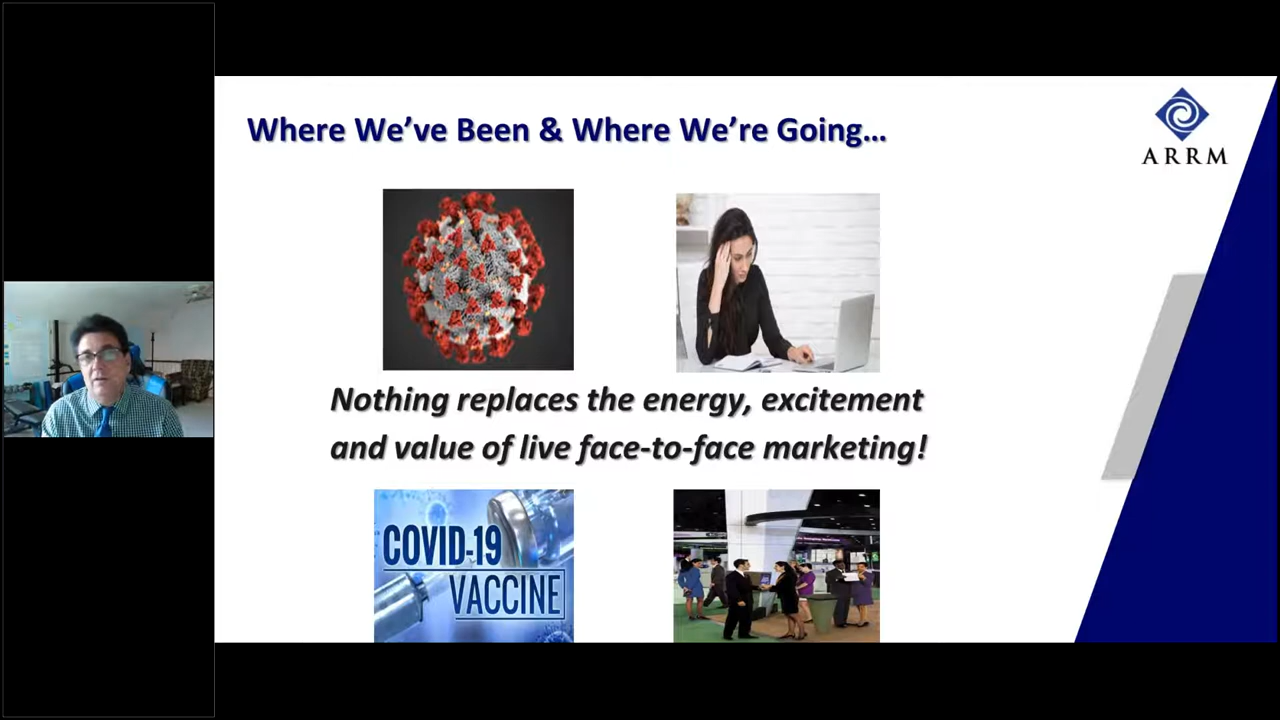 Where We've Been & Where We're Going...
ARRM
Nothing replaces the energy, excitement
and value of live face-to-face marketing!
COVID-19
VACCINE